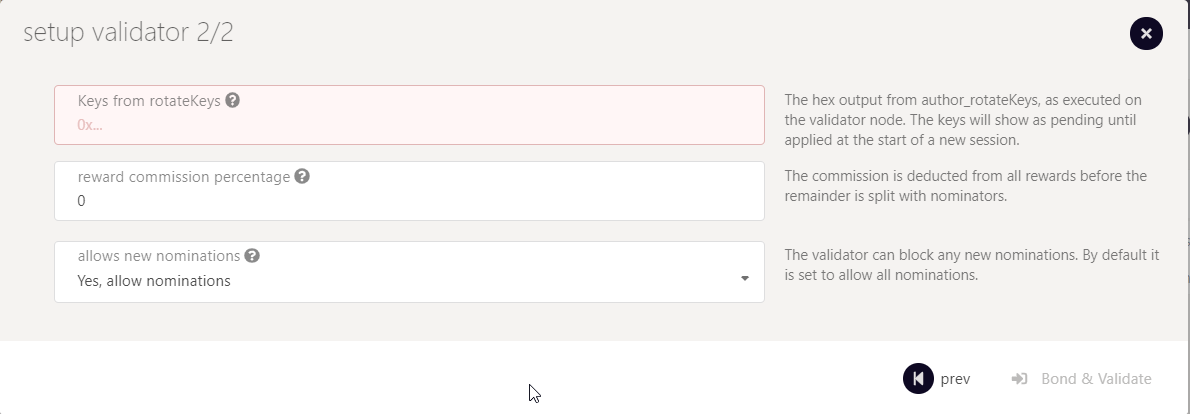 setup validator 2/2
Keys from rotateKeys
0x...
The hex output from author_rotateKeys, as executed on
the validator node. The keys will show as pending until
applied at the start of a new session.
reward commission percentage
0
The commission is deducted from all rewards before the
remainder is split with nominators.
allows new nominations
Yes, allow nominations
The validator can block any new nominations. By default it
is set to allow all nominations.
prev
Bond & Validate